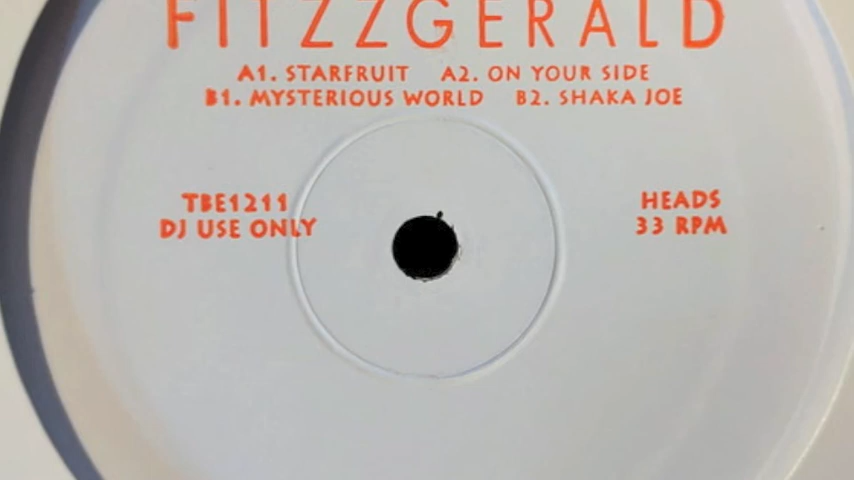 FITZZGERALD
A1. STARFRUIT A2. ON YOUR SIDE
B1. MYSTERIOUS WORLD B2. SHAKA JOE
TBE1211
DJ USE ONLY
HEADS
33 RPM